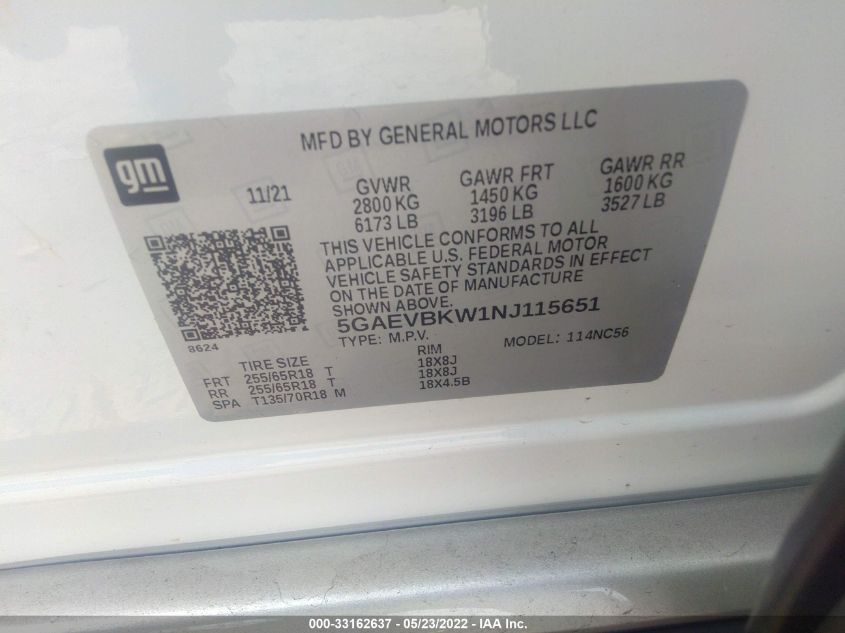 MFD BY GENERAL MOTORS LLC
gm
11/21
GVWR GAWR FRT GAWR RR
2800 KG 1450 KG 1600 KG
6173 LB 3196 LB 3527 LB
THIS VEHICLE CONFORMS TO ALL
APPLICABLE U.S. FEDERAL MOTOR
VEHICLE SAFETY STANDARDS IN EFFECT
ON THE DATE OF MANUFACTURE
SHOWN ABOVE.
5GAEVBKW1NJ115651
8624
TYPE: M.P.V. MODEL: 114NC56
TIRE SIZE RIM
FRT 255/65R18 T 18X8J
RR 255/65R18 T 18X8J
SPA T135/70R18 M 18X4.5B
000-33162637 - 05/23/2022 - IAA Inc.